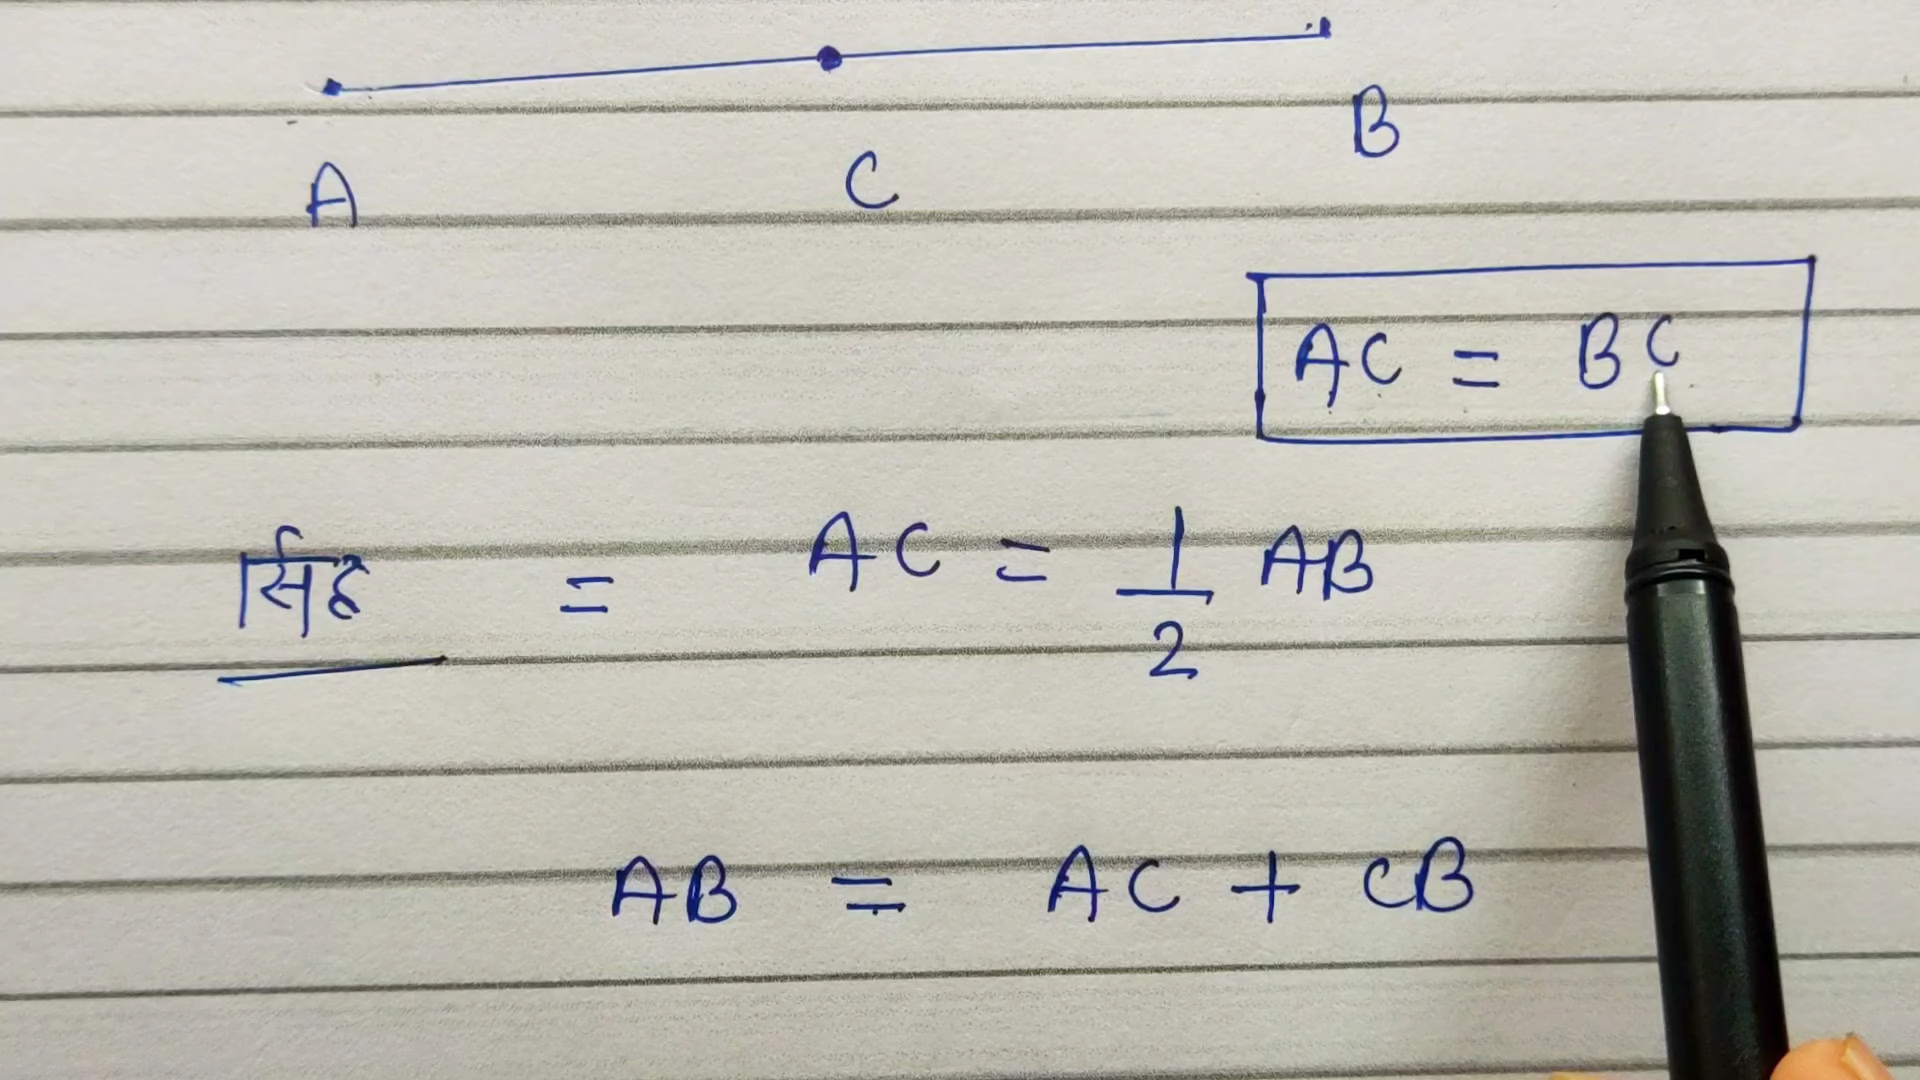 A C B
AC = BC
सिद्ध = AC = 1/2 AB
AB = AC + CB